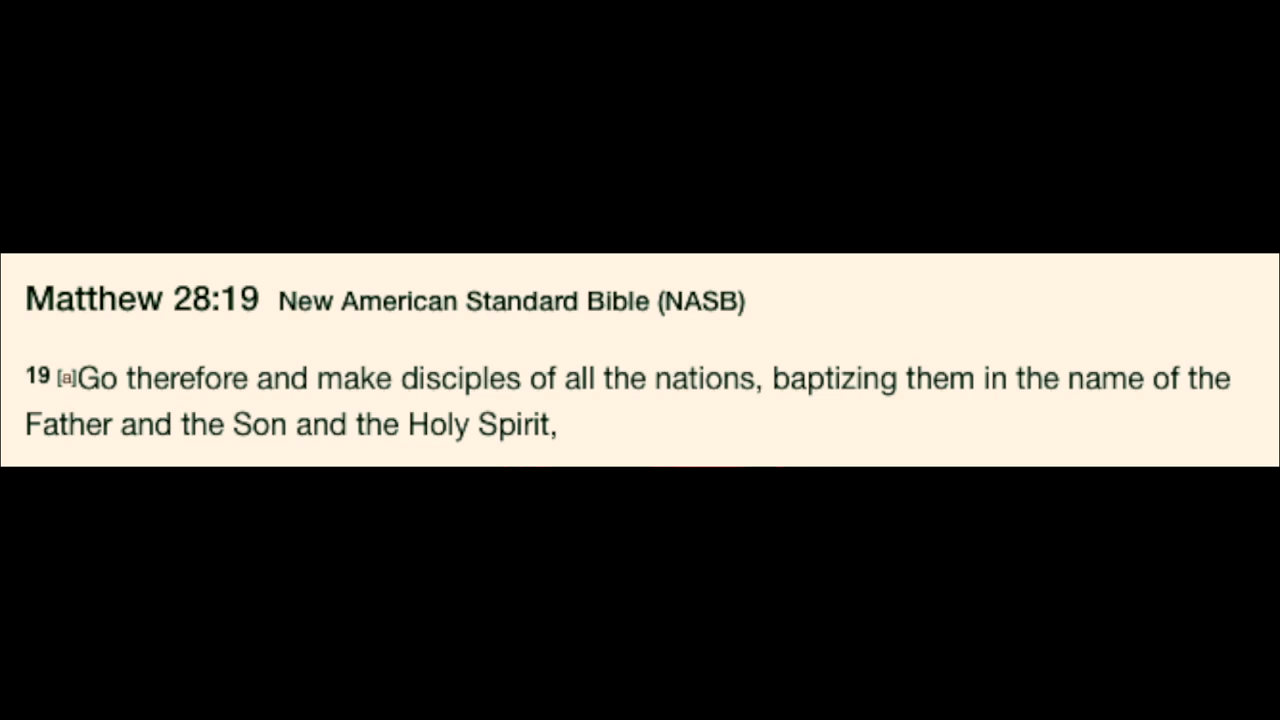 Matthew 28:19 New American Standard Bible (NASB)
19 [a]Go therefore and make disciples of all the nations, baptizing them in the name of the
Father and the Son and the Holy Spirit,